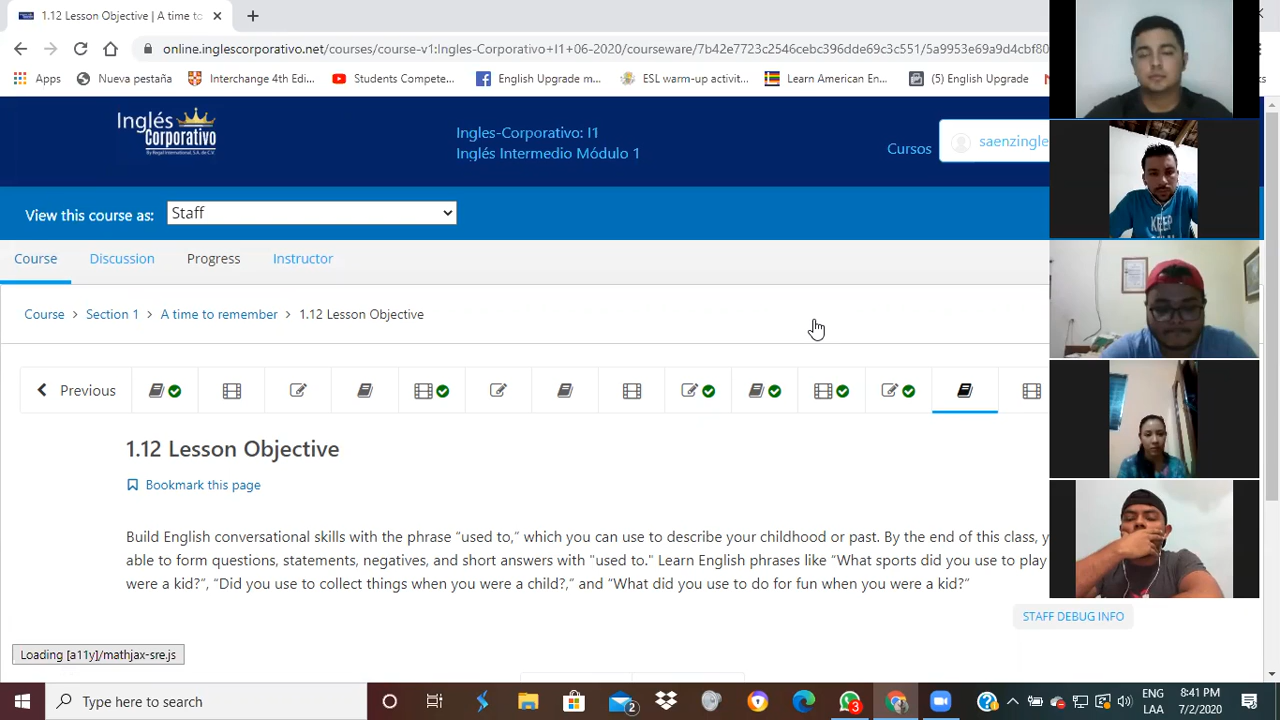 1.12 Lesson Objective | A time to
online.inglescorporativo.net/courses/course-v1:Ingles-Corporativo+I1+06-2020/courseware/7b42e7723c2546cebc396dde69c3c551/5a9953e69a9d4cbf80
Apps Nueva pestaña Interchange 4th Edi... Students Compete... English Upgrade m... ESL warm-up activit... Learn American En... (5) English Upgrade
Inglés
Corporativo
By Regal International, S.A. de C.V.
Ingles-Corporativo: I1
Inglés Intermedio Módulo 1
Cursos
saenzingle
View this course as: Staff
Course Discussion Progress Instructor
Course > Section 1 > A time to remember > 1.12 Lesson Objective
Previous
1.12 Lesson Objective
Bookmark this page
Build English conversational skills with the phrase “used to,” which you can use to describe your childhood or past. By the end of this class, y
able to form questions, statements, negatives, and short answers with "used to." Learn English phrases like “What sports did you use to play
were a kid?”, “Did you use to collect things when you were a child?,” and “What did you use to do for fun when you were a kid?”
STAFF DEBUG INFO
Loading [a11y]/mathjax-sre.js
KEEP
Type here to search
2
3
ENG
LAA
8:41 PM
7/2/2020